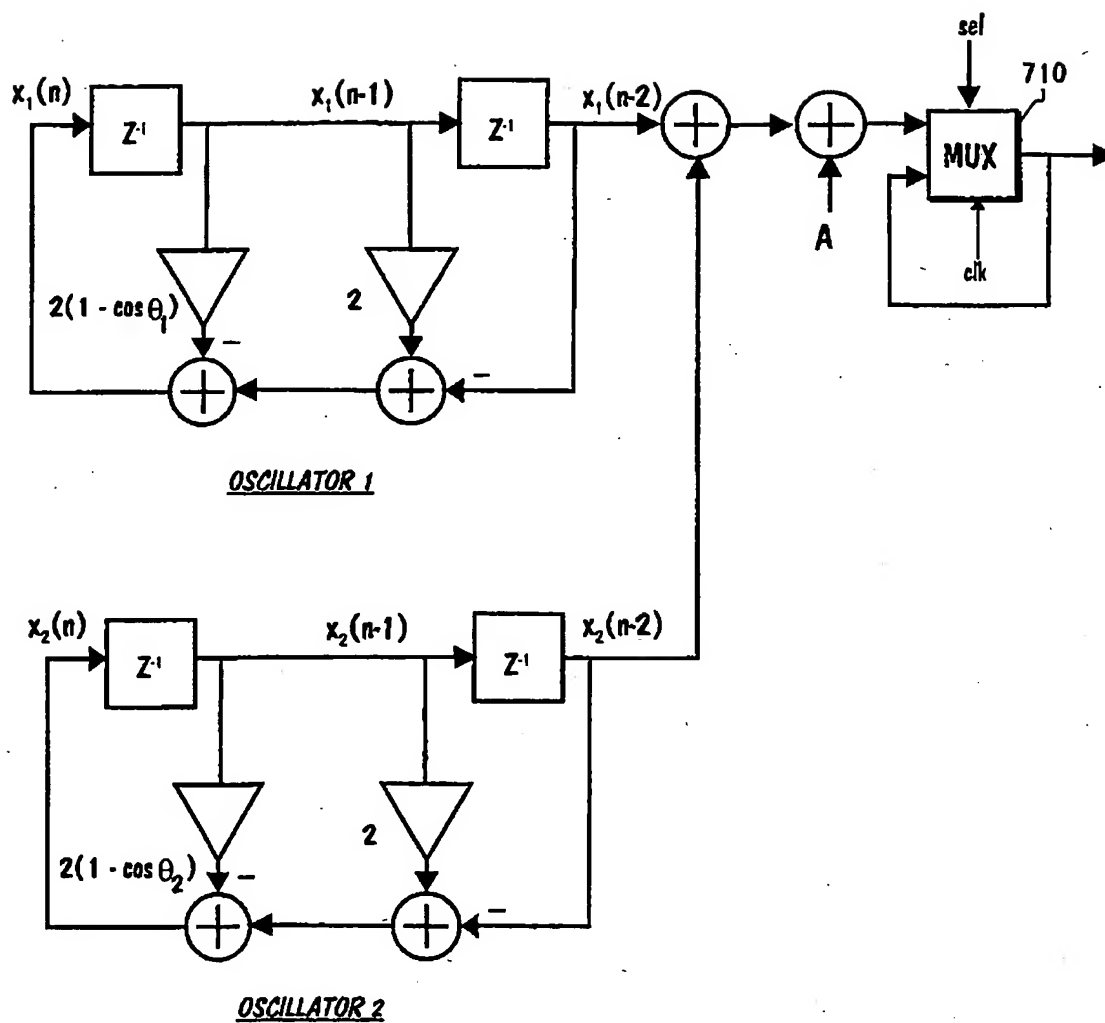 sel
710
x₁(n)
Z⁻¹
x₁(n-1)
Z⁻¹
x₁(n-2)
+
+
MUX
A
clk
2(1 - cos θ₁)
2
-
+
+
-
OSCILLATOR 1
x₂(n)
Z⁻¹
x₂(n-1)
Z⁻¹
x₂(n-2)
2(1 - cos θ₂)
2
-
+
+
-
OSCILLATOR 2